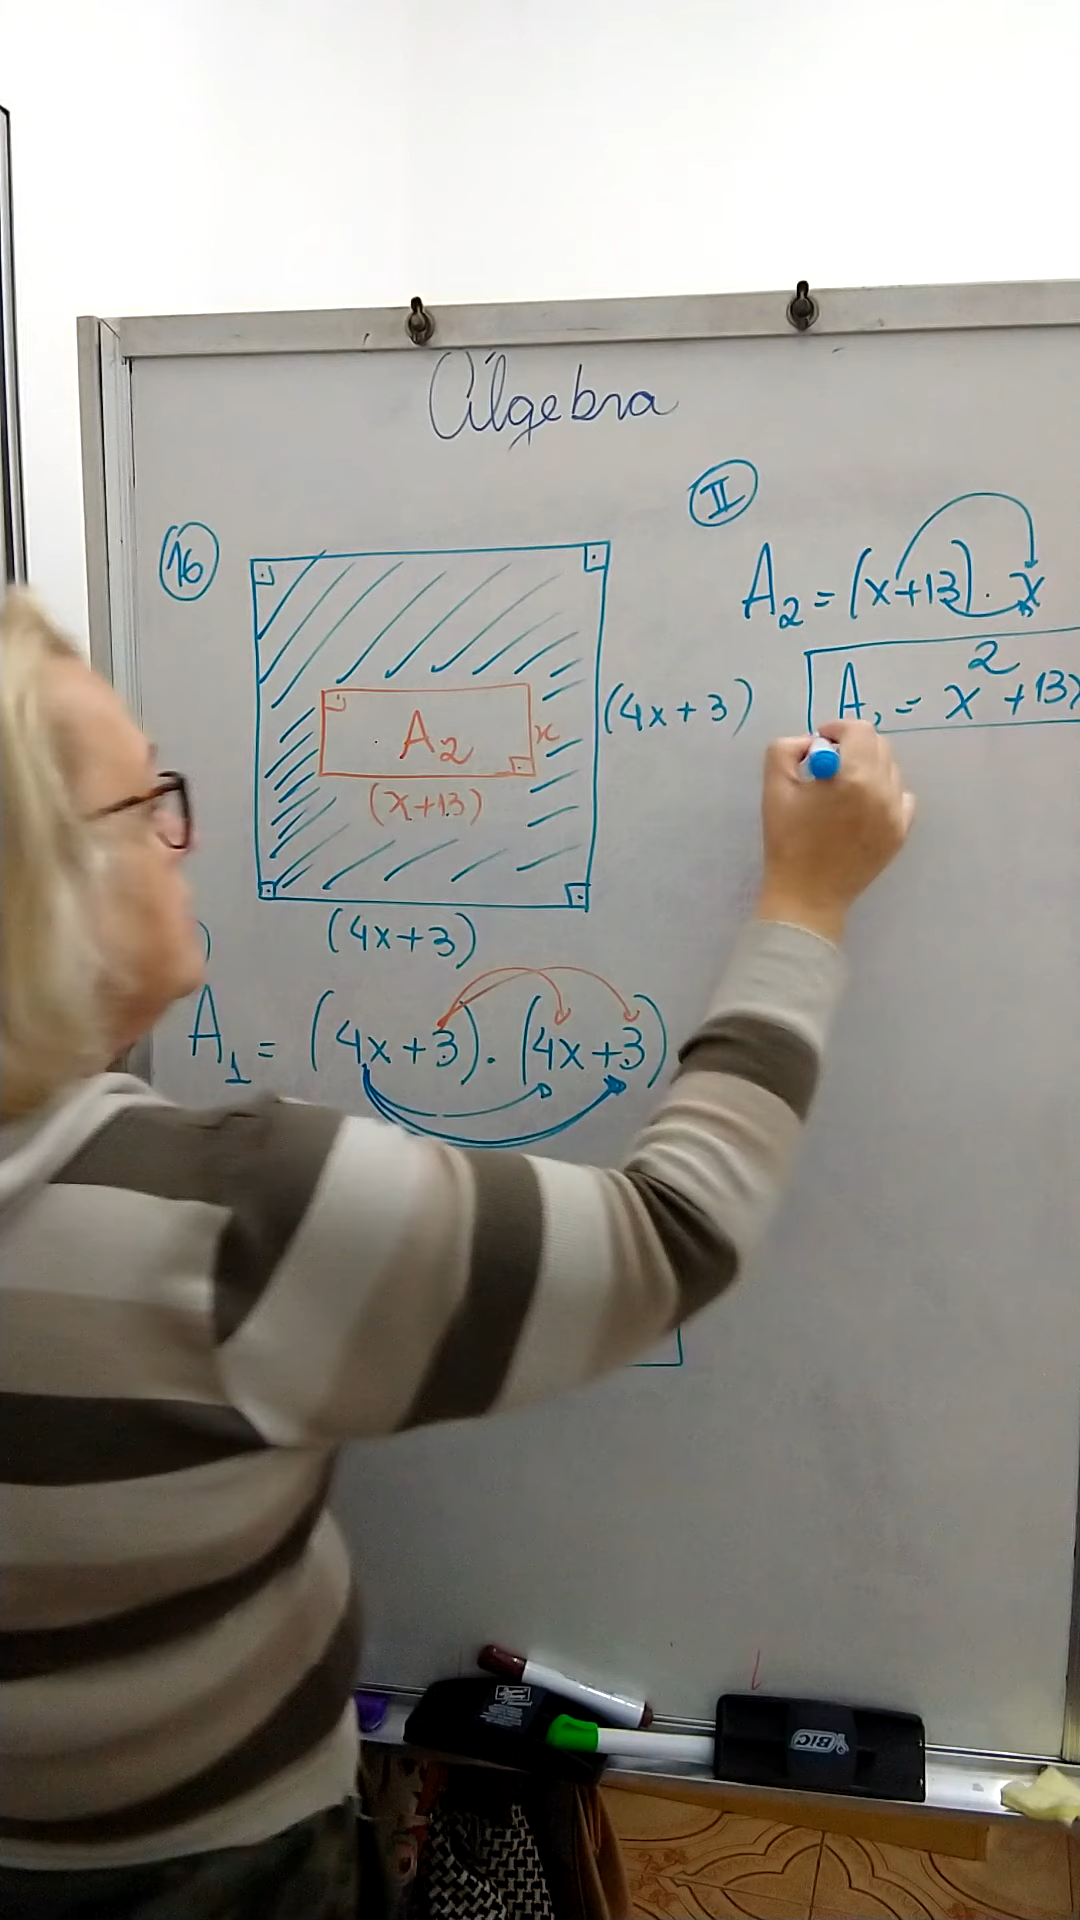 Álgebra
16
A2
x
(x+13)
(4x+3)
(4x+3)
A1 = (4x+3).(4x+3)
II
A2 = (x+13).x
A2 = x² +13x
BIC